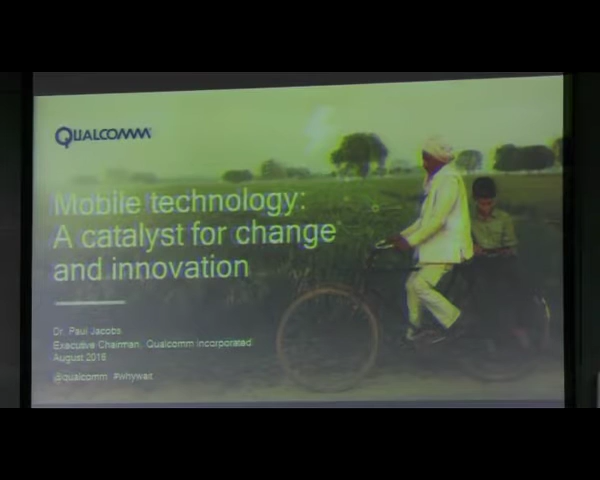 QUALCOMM
Mobile technology:
A catalyst for change
and innovation
Dr. Paul Jacobs
Executive Chairman, Qualcomm Incorporated
August 2016
@qualcomm #whywait